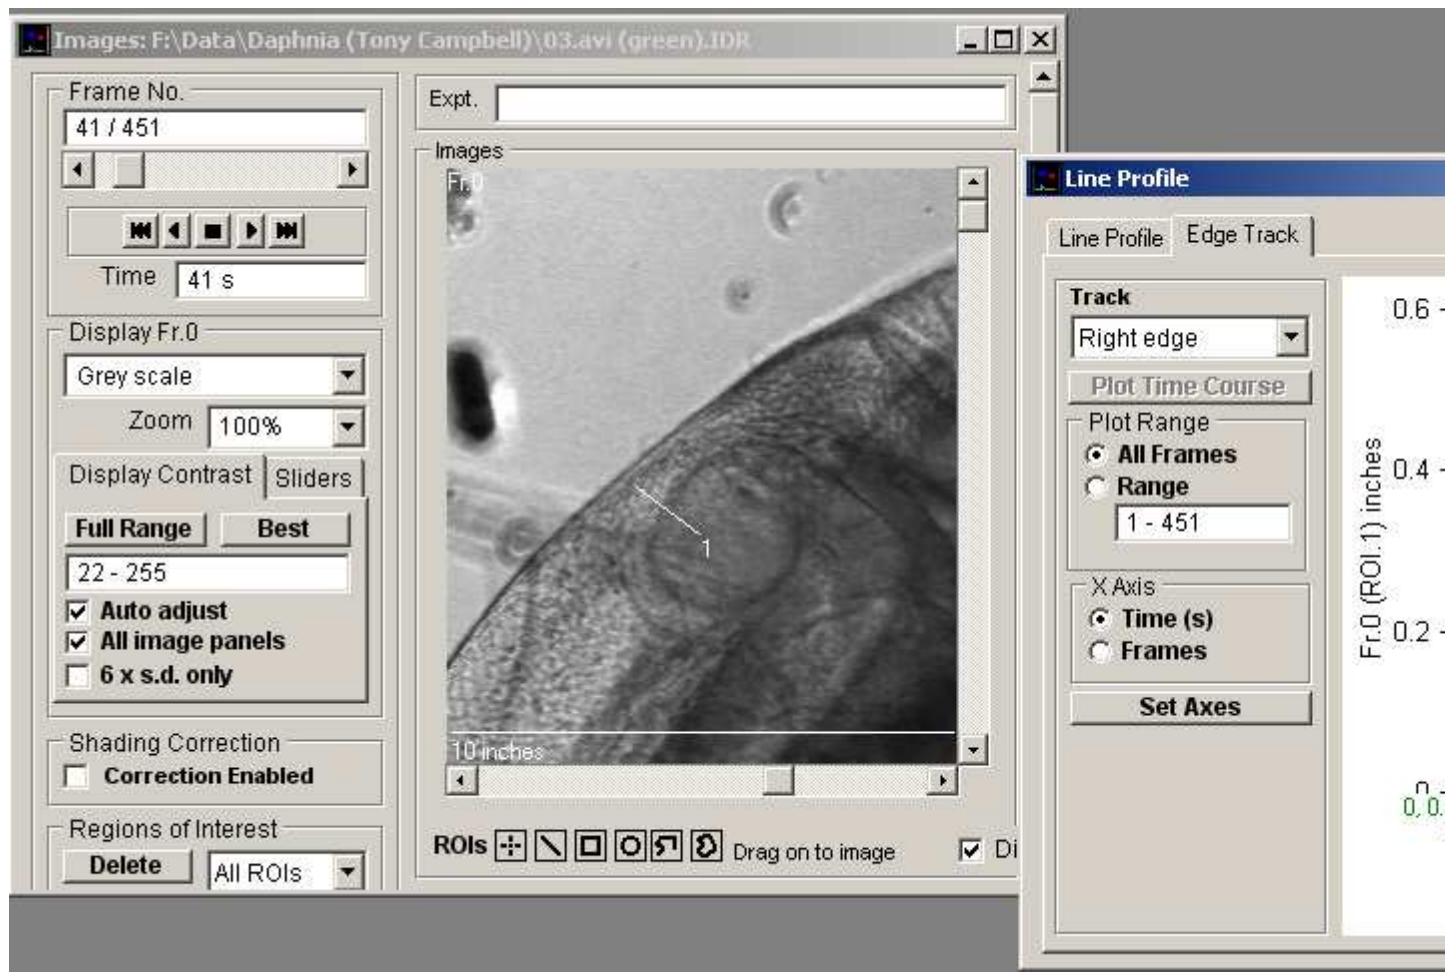 Images: F:\Data\Daphnia (Tony Campbell)\03.avi (green).IDR
Frame No.
41 / 451
Time 41 s
Display Fr.0
Grey scale
Zoom 100%
Display Contrast Sliders
Full Range Best
22 - 255
Auto adjust
All image panels
6 x s.d. only
Shading Correction
Correction Enabled
Regions of Interest
Delete All ROIs
Expt.
Images
Fr.0
1
10 inches
ROIs Drag on to image Di
Line Profile
Line Profile Edge Track
Track
Right edge
Plot Time Course
Plot Range
All Frames
Range
1 - 451
X Axis
Time (s)
Frames
Set Axes
Fr.0 (ROI.1) inches
0.6
0.4
0.2
0, 0.